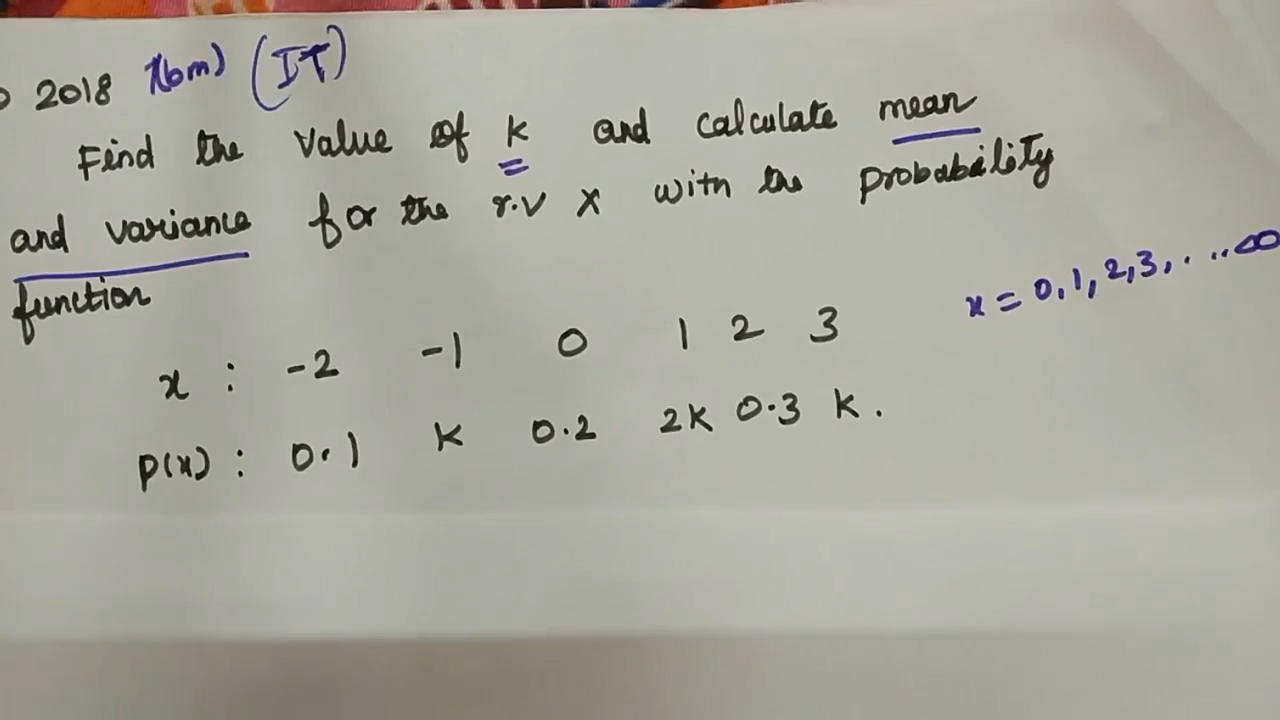 2018 (6m) (IT)
Find the value of k and calculate mean
and variance for the r.v X with the probability
function
x = 0, 1, 2, 3, . . .. ∞
x : -2 -1 0 1 2 3
p(x) : 0.1 k 0.2 2k 0.3 k.